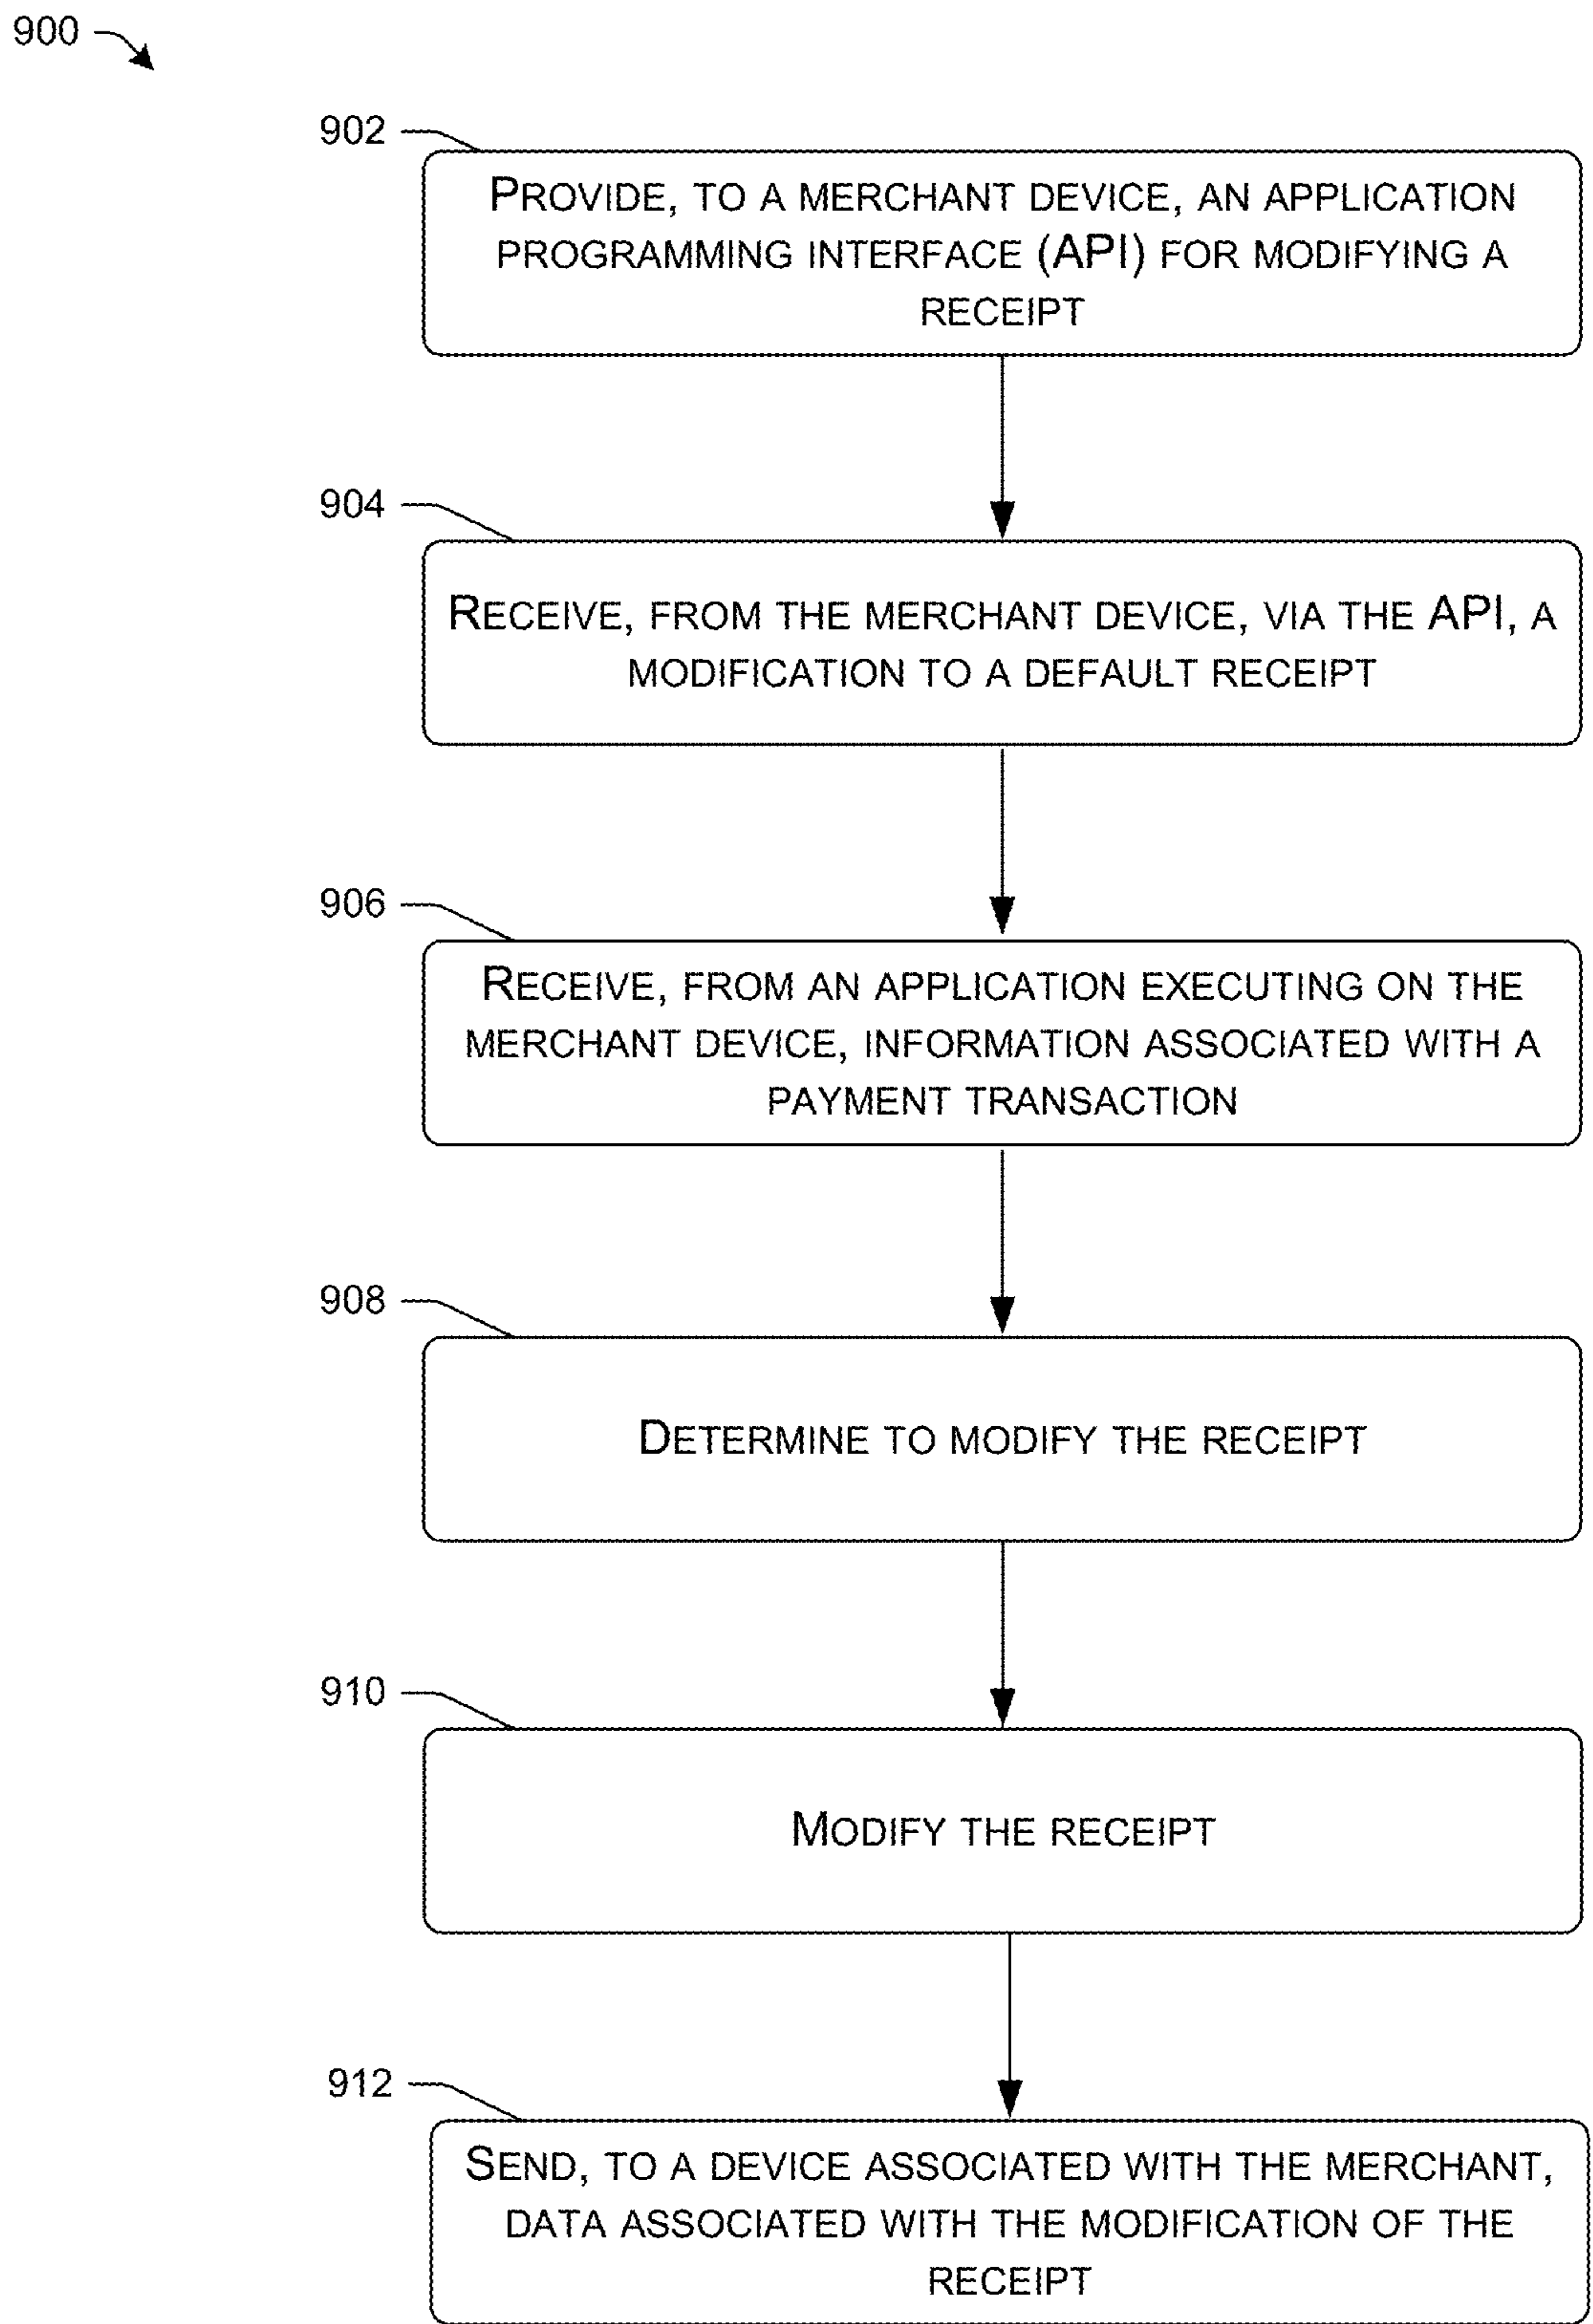 900
902
PROVIDE, TO A MERCHANT DEVICE, AN APPLICATION
PROGRAMMING INTERFACE (API) FOR MODIFYING A
RECEIPT
904
RECEIVE, FROM THE MERCHANT DEVICE, VIA THE API, A
MODIFICATION TO A DEFAULT RECEIPT
906
RECEIVE, FROM AN APPLICATION EXECUTING ON THE
MERCHANT DEVICE, INFORMATION ASSOCIATED WITH A
PAYMENT TRANSACTION
908
DETERMINE TO MODIFY THE RECEIPT
910
MODIFY THE RECEIPT
912
SEND, TO A DEVICE ASSOCIATED WITH THE MERCHANT,
DATA ASSOCIATED WITH THE MODIFICATION OF THE
RECEIPT